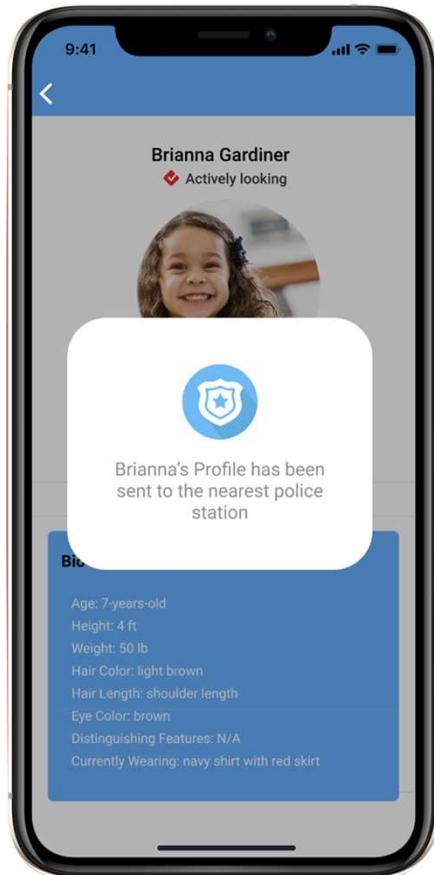 9:41
Brianna Gardiner
Actively looking
Brianna's Profile has been
sent to the nearest police
station
Age: 7-years-old
Height: 4 ft
Weight: 50 lb
Hair Color: light brown
Hair Length: shoulder length
Eye Color: brown
Distinguishing Features: N/A
Currently Wearing: navy shirt with red skirt